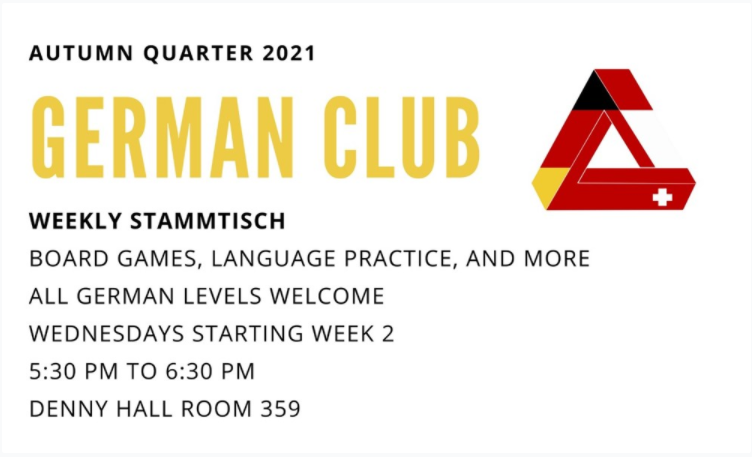 AUTUMN QUARTER 2021
GERMAN CLUB
WEEKLY STAMMTISCH
BOARD GAMES, LANGUAGE PRACTICE, AND MORE
ALL GERMAN LEVELS WELCOME
WEDNESDAYS STARTING WEEK 2
5:30 PM TO 6:30 PM
DENNY HALL ROOM 359